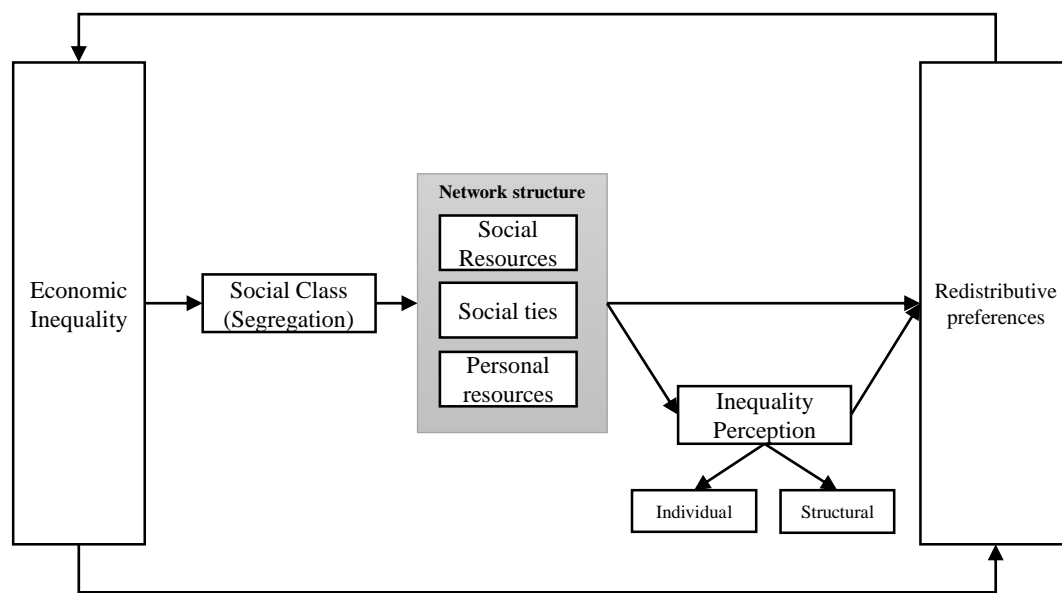 Network structure
Social
Resources
Social ties
Personal
resources
Economic
Inequality
Social Class
(Segregation)
Redistributive
preferences
Inequality
Perception
Individual
Structural